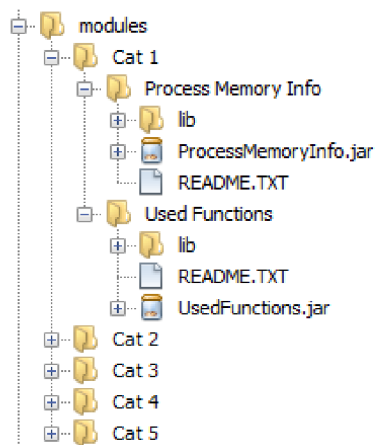 modules
Cat 1
Process Memory Info
lib
ProcessMemoryInfo.jar
README.TXT
Used Functions
lib
README.TXT
UsedFunctions.jar
Cat 2
Cat 3
Cat 4
Cat 5